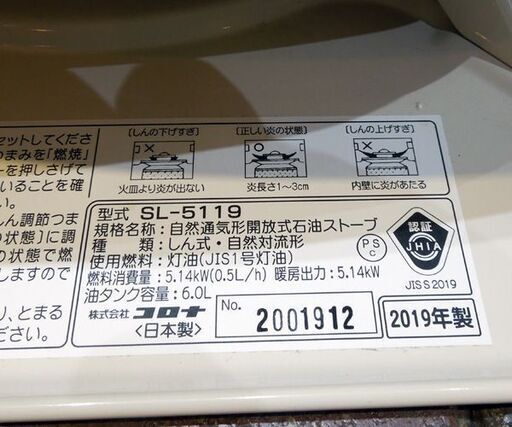 セットしてくださ
つまみを「燃焼」
ーを押しさげて
いることを確
しん調節つま
の状態〕に調
の状態〕で燃
しますので
り、とまる
ください。
〔しんの下げすぎ〕
〔正しい炎の状態〕
〔しんの上げすぎ〕
火皿より炎が出ない
炎長さ1〜3cm
内壁に炎があたる
型式 SL-5119
規格名称：自然通気形開放式石油ストーブ
種類：しん式・自然対流形
使用燃料：灯油(JIS1号灯油)
燃料消費量：5.14kW(0.5L/h) 暖房出力：5.14kW
油タンク容量：6.0L
株式会社 コロナ
〈日本製〉
No. 2001912
2019年製
PS
C
認証
JHIA
JIS S 2019